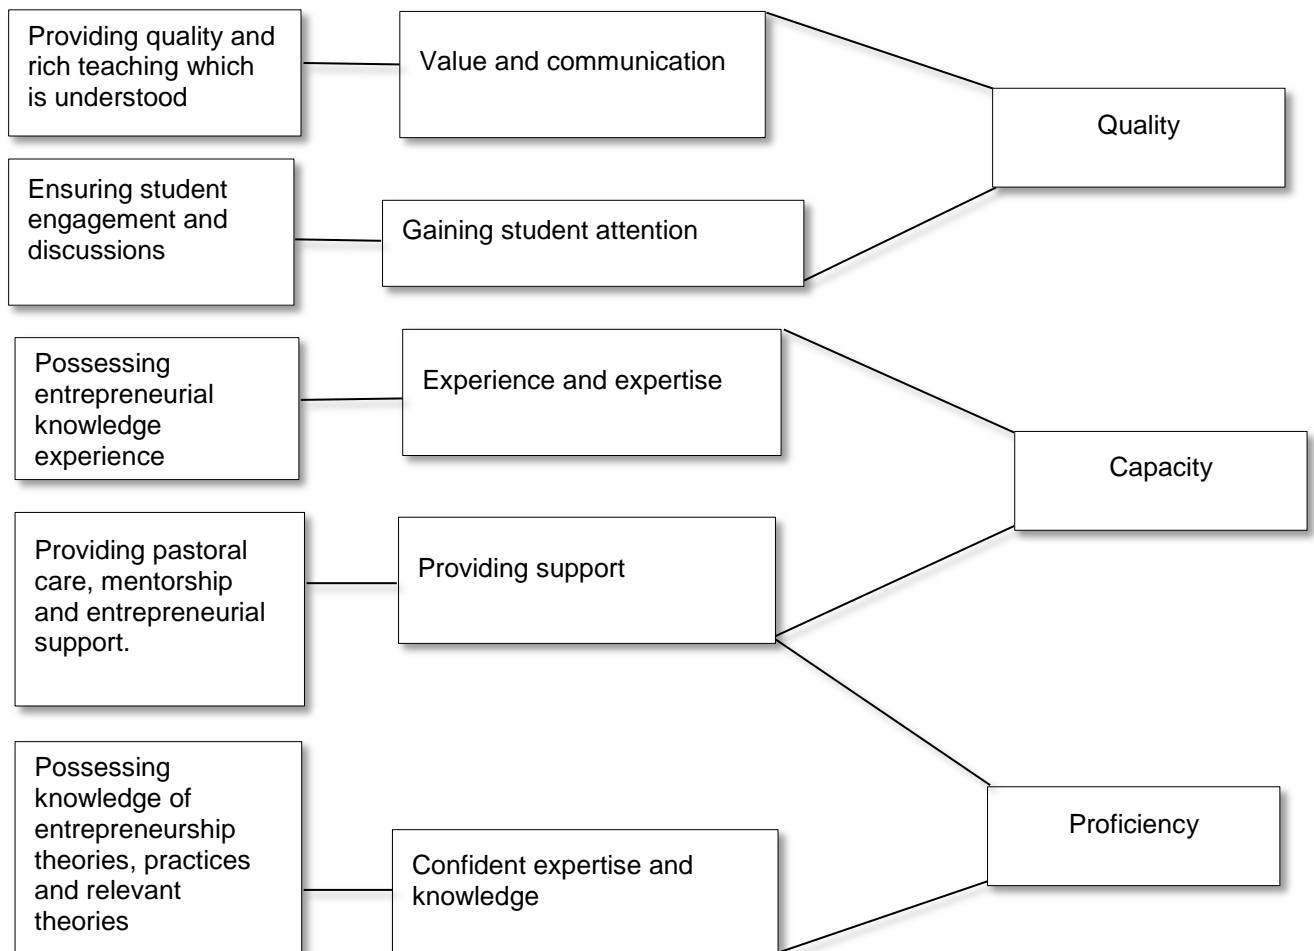 Providing quality and
rich teaching which
is understood
Value and communication
Quality
Ensuring student
engagement and
discussions
Gaining student attention
Possessing
entrepreneurial
knowledge
experience
Experience and expertise
Capacity
Providing pastoral
care, mentorship
and entrepreneurial
support.
Providing support
Possessing
knowledge of
entrepreneurship
theories, practices
and relevant
theories
Confident expertise and
knowledge
Proficiency